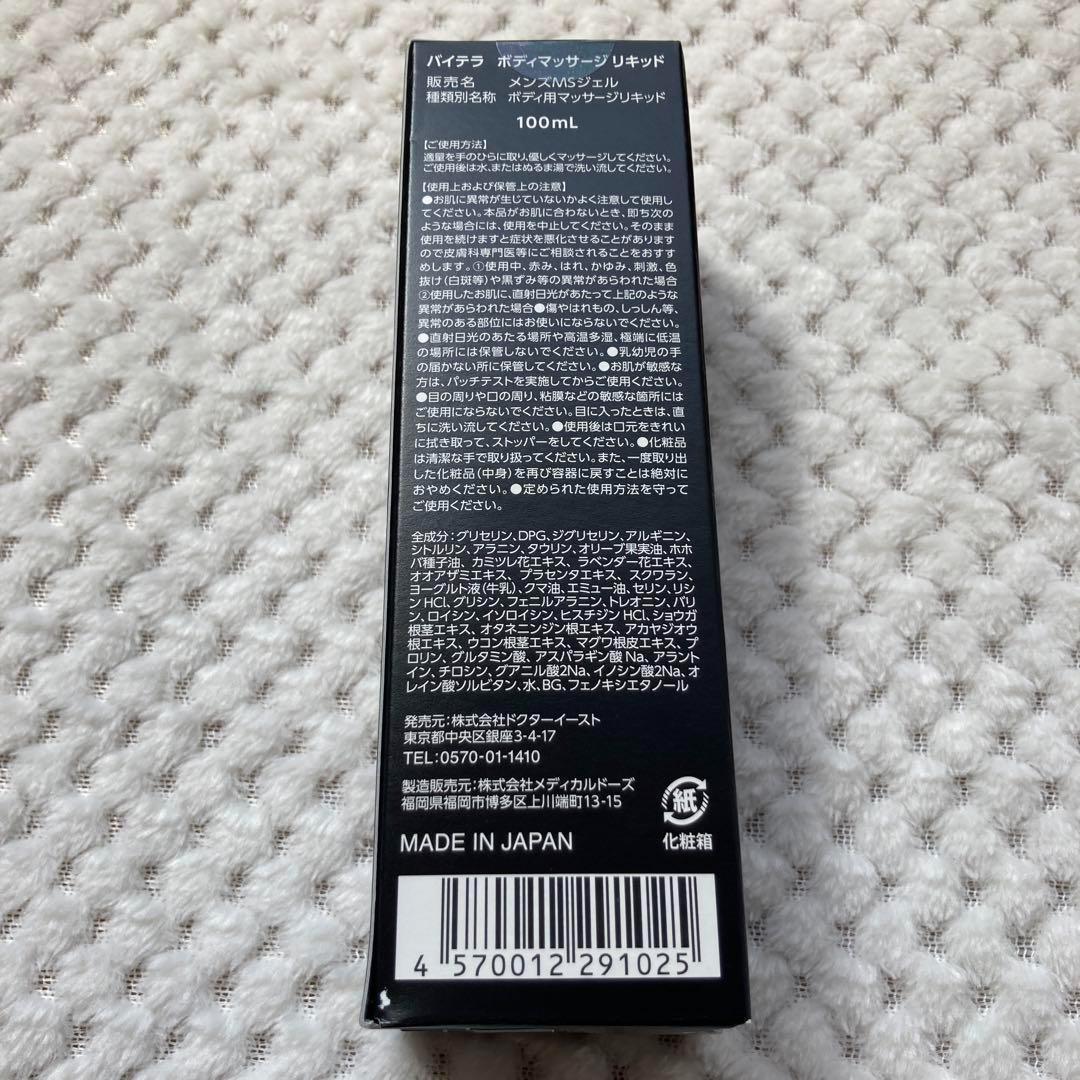 バイテラ ボディマッサージ リキッド
販売名 メンズMSジェル
種類別名称 ボディ用マッサージリキッド
100mL
【ご使用方法】
適量を手のひらに取り、優しくマッサージしてください。
ご使用後は水、またはぬるま湯で洗い流してください。
【使用上および保管上の注意】
●お肌に異常が生じていないかよく注意して使用し
てください。本品がお肌に合わないとき、即ち次の
ような場合には、使用を中止してください。そのまま
使用を続けますと症状を悪化させることがあります
ので皮膚科専門医等にご相談されることをおすす
めします。①使用中、赤み、はれ、かゆみ、刺激、色
抜け(白斑等)や黒ずみ等の異常があらわれた場合
②使用したお肌に、直射日光があたって上記のような
異常があらわれた場合●傷やはれもの、しっしん等、
異常のある部位にはお使いにならないでください。
●直射日光のあたる場所や高温多湿、極端に低温
の場所には保管しないでください。●乳幼児の手
の届かない所に保管してください。●お肌が敏感な
方は、パッチテストを実施してからご使用ください。
●目の周りや口の周り、粘膜などの敏感な箇所には
ご使用にならないでください。目に入ったときは、直
ちに洗い流してください。●使用後は口元をきれい
に拭き取って、ストッパーをしてください。●化粧品
は清潔な手で取り扱ってください。また、一度取り出
した化粧品(中身)を再び容器に戻すことは絶対に
おやめください。●定められた使用方法を守って
ご使用ください。
全成分：グリセリン、DPG、ジグリセリン、アルギニン、
シトルリン、アラニン、タウリン、オリーブ果実油、ホホ
バ種子油、カミツレ花エキス、ラベンダー花エキス、
オオアザミエキス、プラセンタエキス、スクワラン、
ヨーグルト液(牛乳)、クマ油、エミュー油、セリン、リシ
ンHCl、グリシン、フェニルアラニン、トレオニン、バリ
ン、ロイシン、イソロイシン、ヒスチジンHCl、ショウガ
根茎エキス、オタネニンジン根エキス、アカヤジオウ
根エキス、ウコン根茎エキス、マグワ根皮エキス、プ
ロリン、グルタミン酸、アスパラギン酸Na、アラント
イン、チロシン、グアニル酸2Na、イノシン酸2Na、オ
レイン酸ソルビタン、水、BG、フェノキシエタノール
発売元：株式会社ドクターイースト
東京都中央区銀座3-4-17
TEL：0570-01-1410
製造販売元：株式会社メディカルドーズ
福岡県福岡市博多区上川端町13-15
MADE IN JAPAN
紙
化粧箱
4 570012 291025